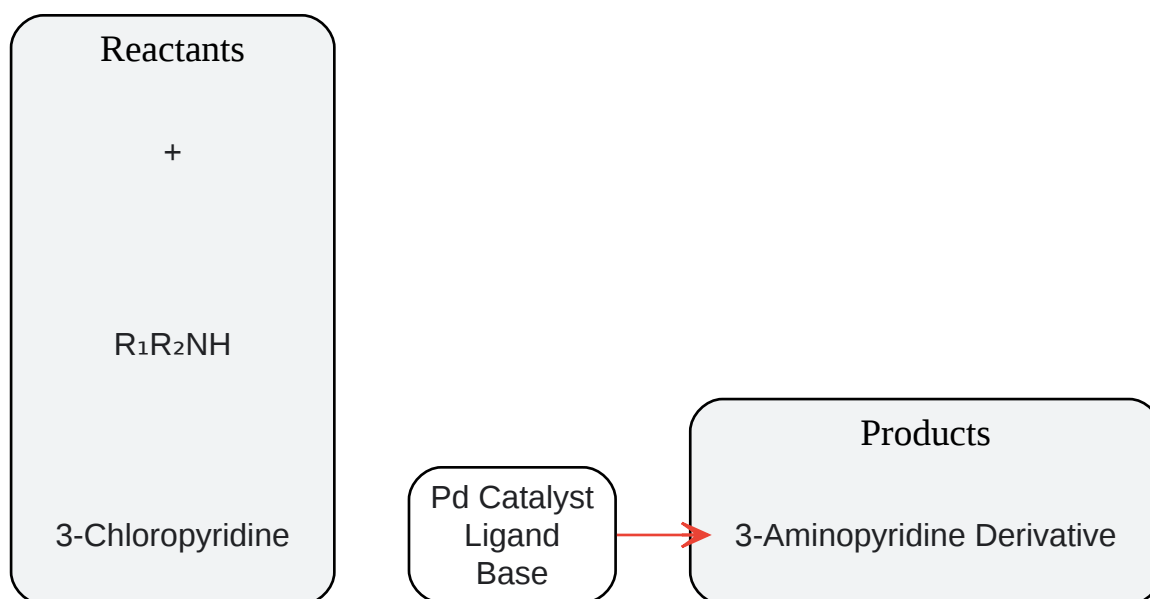 Reactants
+
R₁R₂NH
3-Chloropyridine
Pd Catalyst
Ligand
Base
Products
3-Aminopyridine Derivative